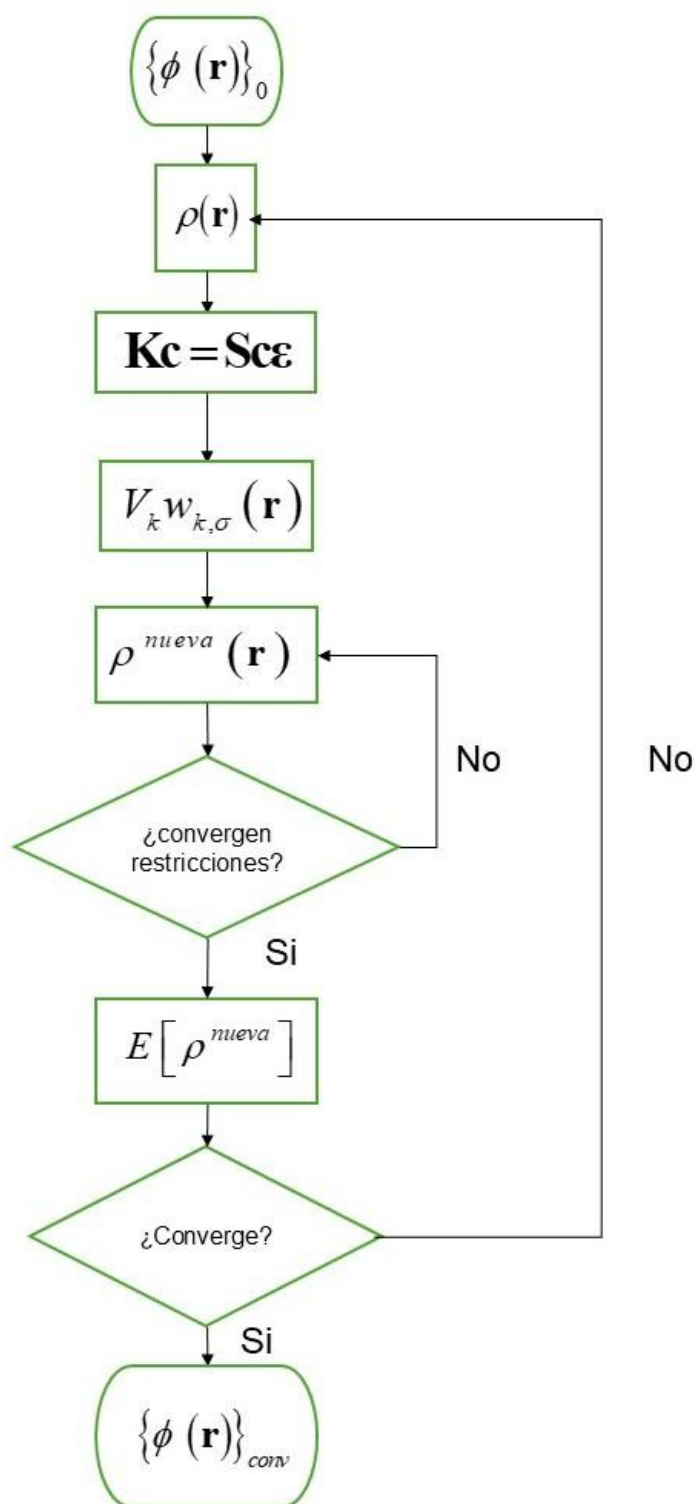 {ϕ (r)}₀
ρ(r)
Kc = Scε
V_k w_{k,σ} (r)
ρ^{nueva} (r)
No
No
¿convergen
restricciones?
Si
E[ρ^{nueva}]
¿Converge?
Si
{ϕ (r)}_{conv}